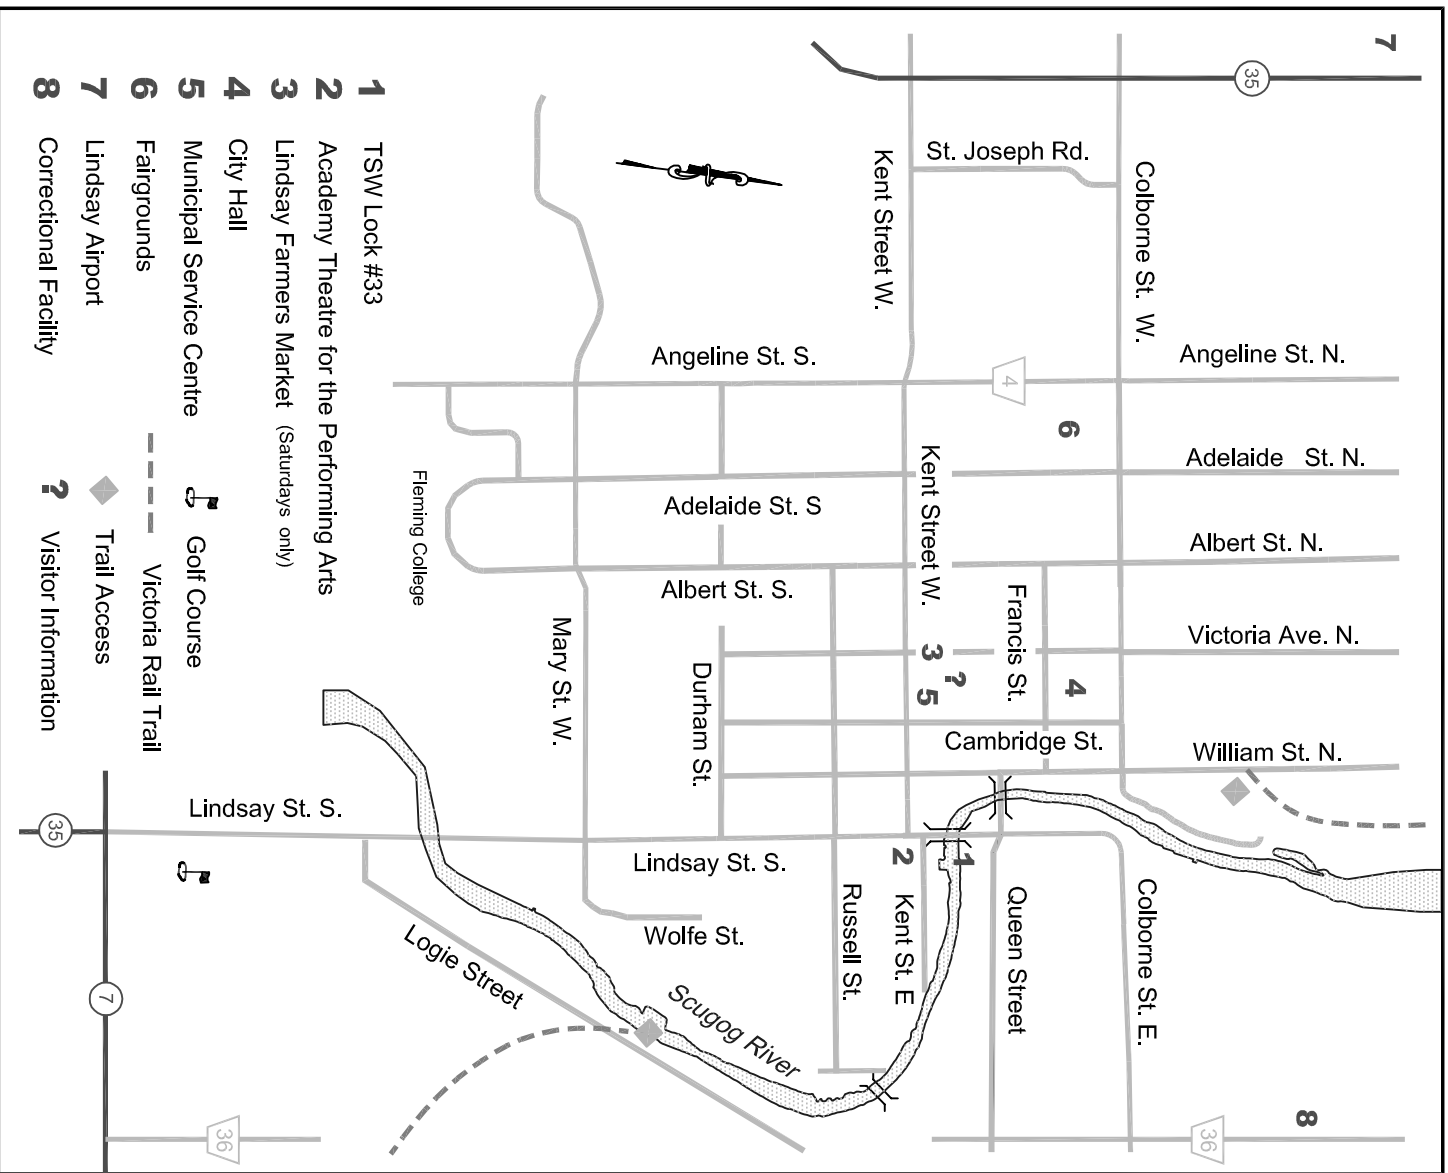 7
35
St. Joseph Rd.
Kent Street W.
Colborne St. W.
Angeline St. S.
Angeline St. N.
4
6
Adelaide St. N.
Adelaide St. S
Kent Street W.
Albert St. N.
Albert St. S.
Francis St.
Victoria Ave. N.
3
?
5
4
Fleming College
Mary St. W.
Durham St.
Cambridge St.
William St. N.
Lindsay St. S.
35
Lindsay St. S.
2
1
Russell St.
Kent St. E
Queen Street
Colborne St. E.
Wolfe St.
Logie Street
Scugog River
7
36
36
8
1 TSW Lock #33
2 Academy Theatre for the Performing Arts
3 Lindsay Farmers Market (Saturdays only)
4 City Hall
5 Municipal Service Centre
6 Fairgrounds
7 Lindsay Airport
8 Correctional Facility
Golf Course
Victoria Rail Trail
Trail Access
? Visitor Information